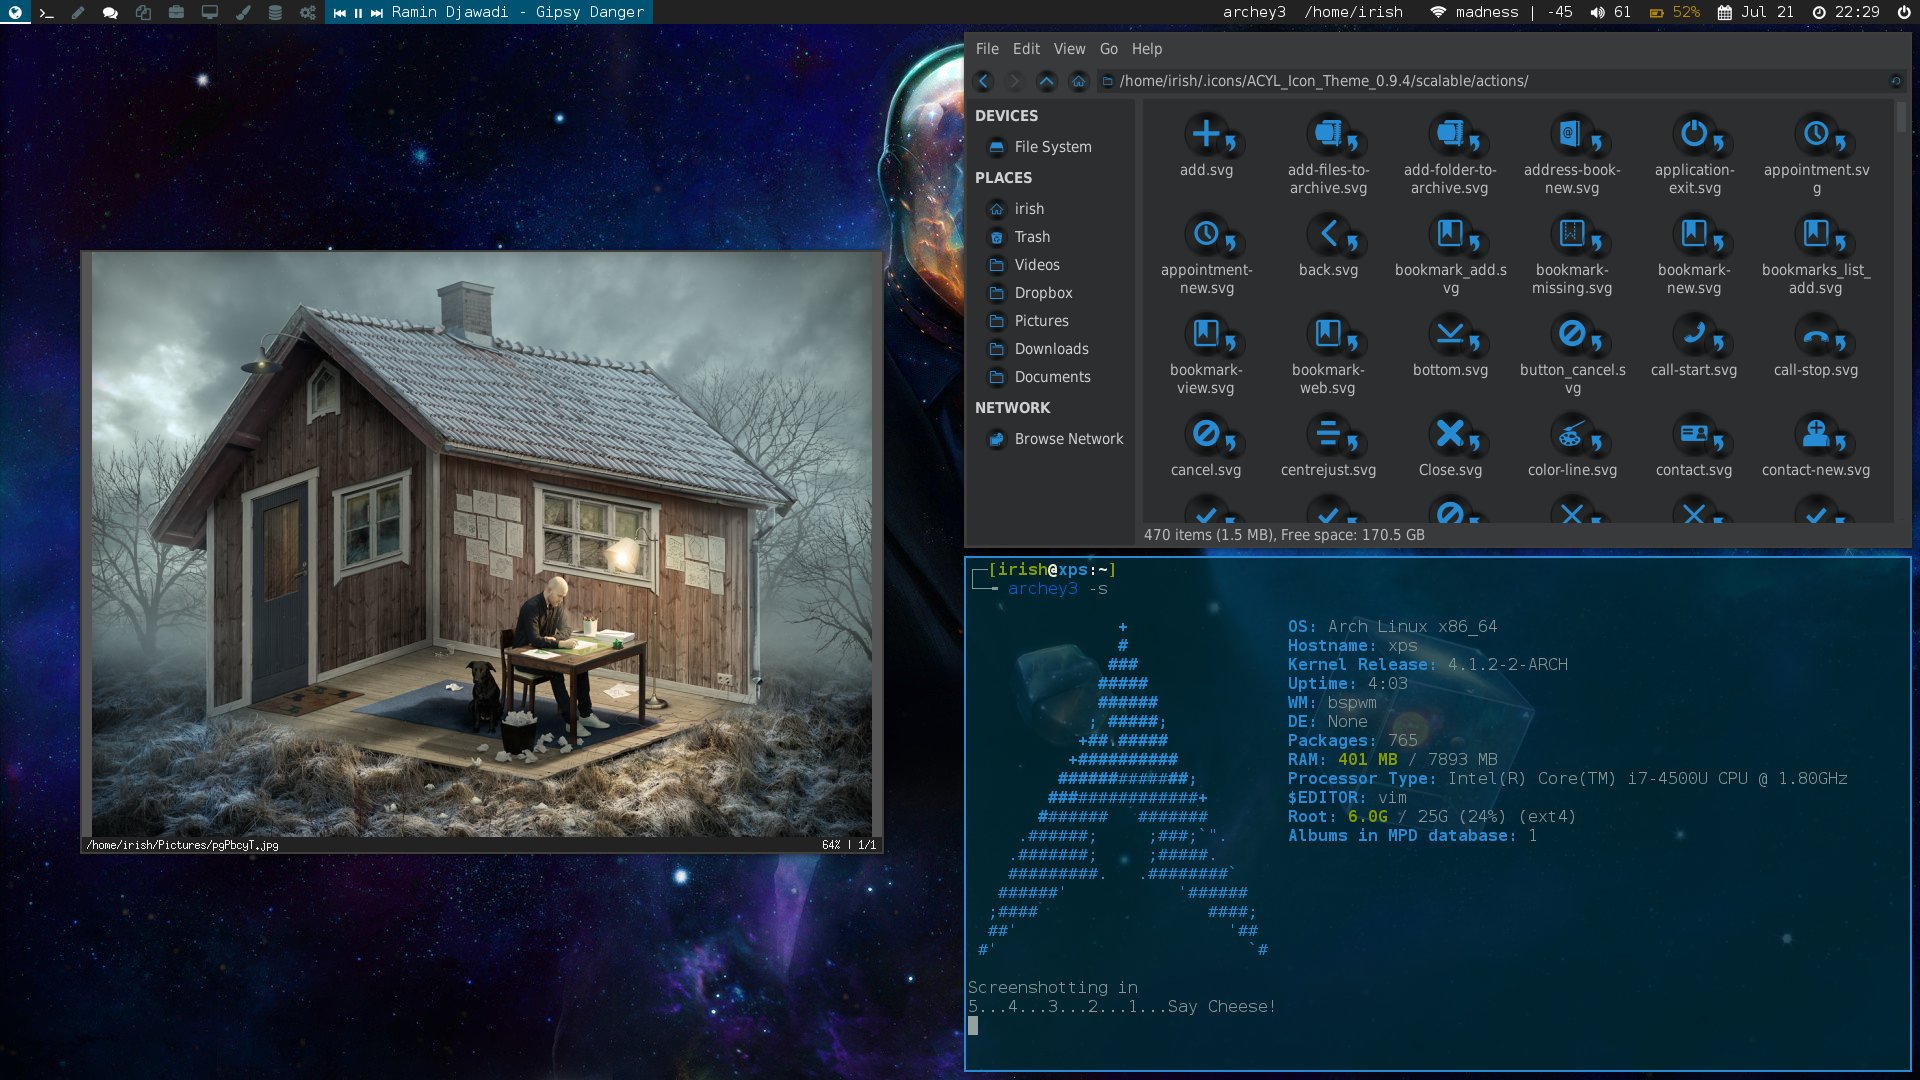 Ramin Djawadi - Gipsy Danger
archey3 /home/irish madness | -45 61 52% Jul 21 22:29
File Edit View Go Help
/home/irish/.icons/ACYL_Icon_Theme_0.9.4/scalable/actions/
DEVICES
File System
PLACES
irish
Trash
Videos
Dropbox
Pictures
Downloads
Documents
NETWORK
Browse Network
add.svg
add-files-to-
archive.svg
add-folder-to-
archive.svg
address-book-
new.svg
application-
exit.svg
appointment.sv
g
appointment-
new.svg
back.svg
bookmark_add.s
vg
bookmark-
missing.svg
bookmark-
new.svg
bookmarks_list_
add.svg
bookmark-
view.svg
bookmark-
web.svg
bottom.svg
button_cancel.s
vg
call-start.svg
call-stop.svg
cancel.svg
centrejust.svg
Close.svg
color-line.svg
contact.svg
contact-new.svg
470 items (1.5 MB), Free space: 170.5 GB
/home/irish/Pictures/pgPbcyT.jpg
64% | 1/1
[irish@xps:~]
archey3 -s
+
#
###
#####
######
; #####;
+##.#####
+##########
#############;
###############+
#######   #######
.######;     ;###;`".
.#######;     ;#####.
#########.   .########`
######'           '######
;####                 ####;
##'                     '##
#'                         `#
OS: Arch Linux x86_64
Hostname: xps
Kernel Release: 4.1.2-2-ARCH
Uptime: 4:03
WM: bspwm
DE: None
Packages: 765
RAM: 401 MB / 7893 MB
Processor Type: Intel(R) Core(TM) i7-4500U CPU @ 1.80GHz
$EDITOR: vim
Root: 6.0G / 25G (24%) (ext4)
Albums in MPD database: 1
Screenshotting in
5...4...3...2...1...Say Cheese!